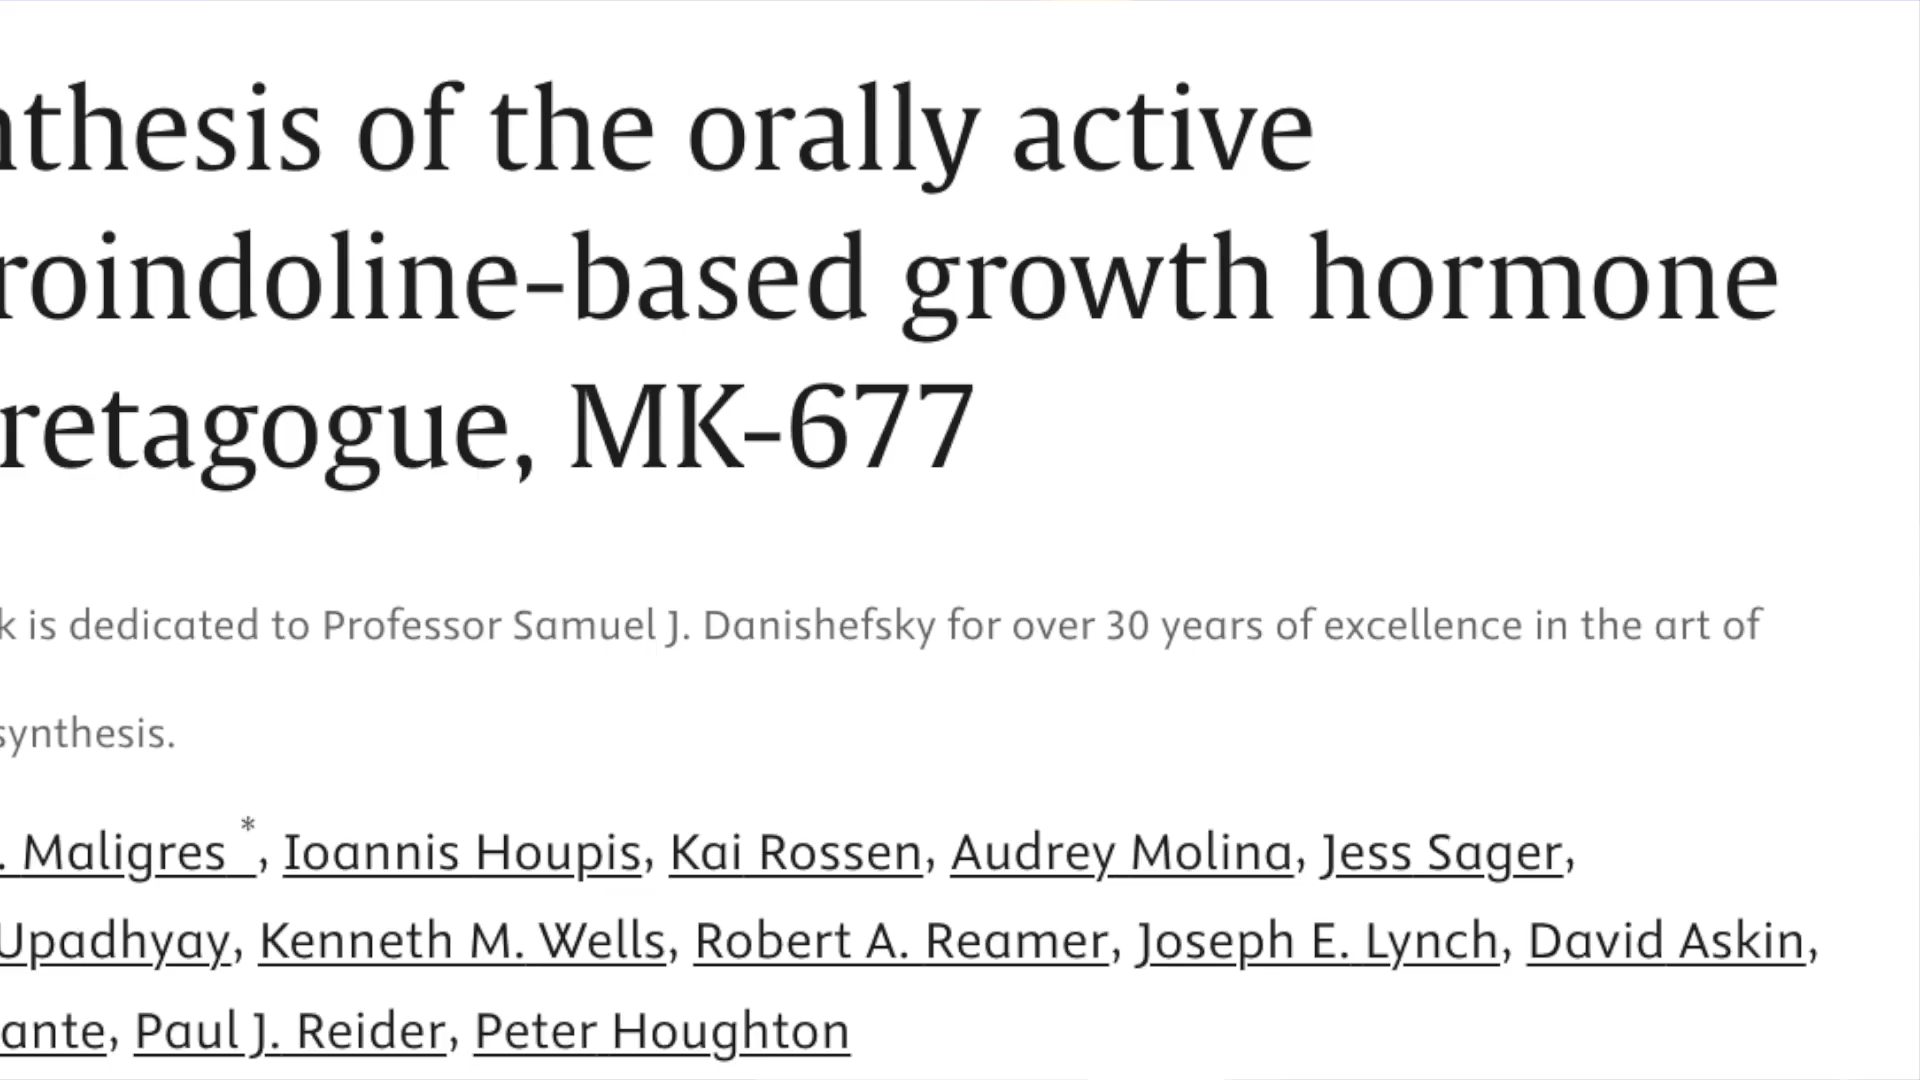 nthesis of the orally active
roindoline-based growth hormone
retagogue, MK-677
k is dedicated to Professor Samuel J. Danishefsky for over 30 years of excellence in the art of
synthesis.
. Maligres *, Ioannis Houpis, Kai Rossen, Audrey Molina, Jess Sager,
Upadhyay, Kenneth M. Wells, Robert A. Reamer, Joseph E. Lynch, David Askin,
ante, Paul J. Reider, Peter Houghton